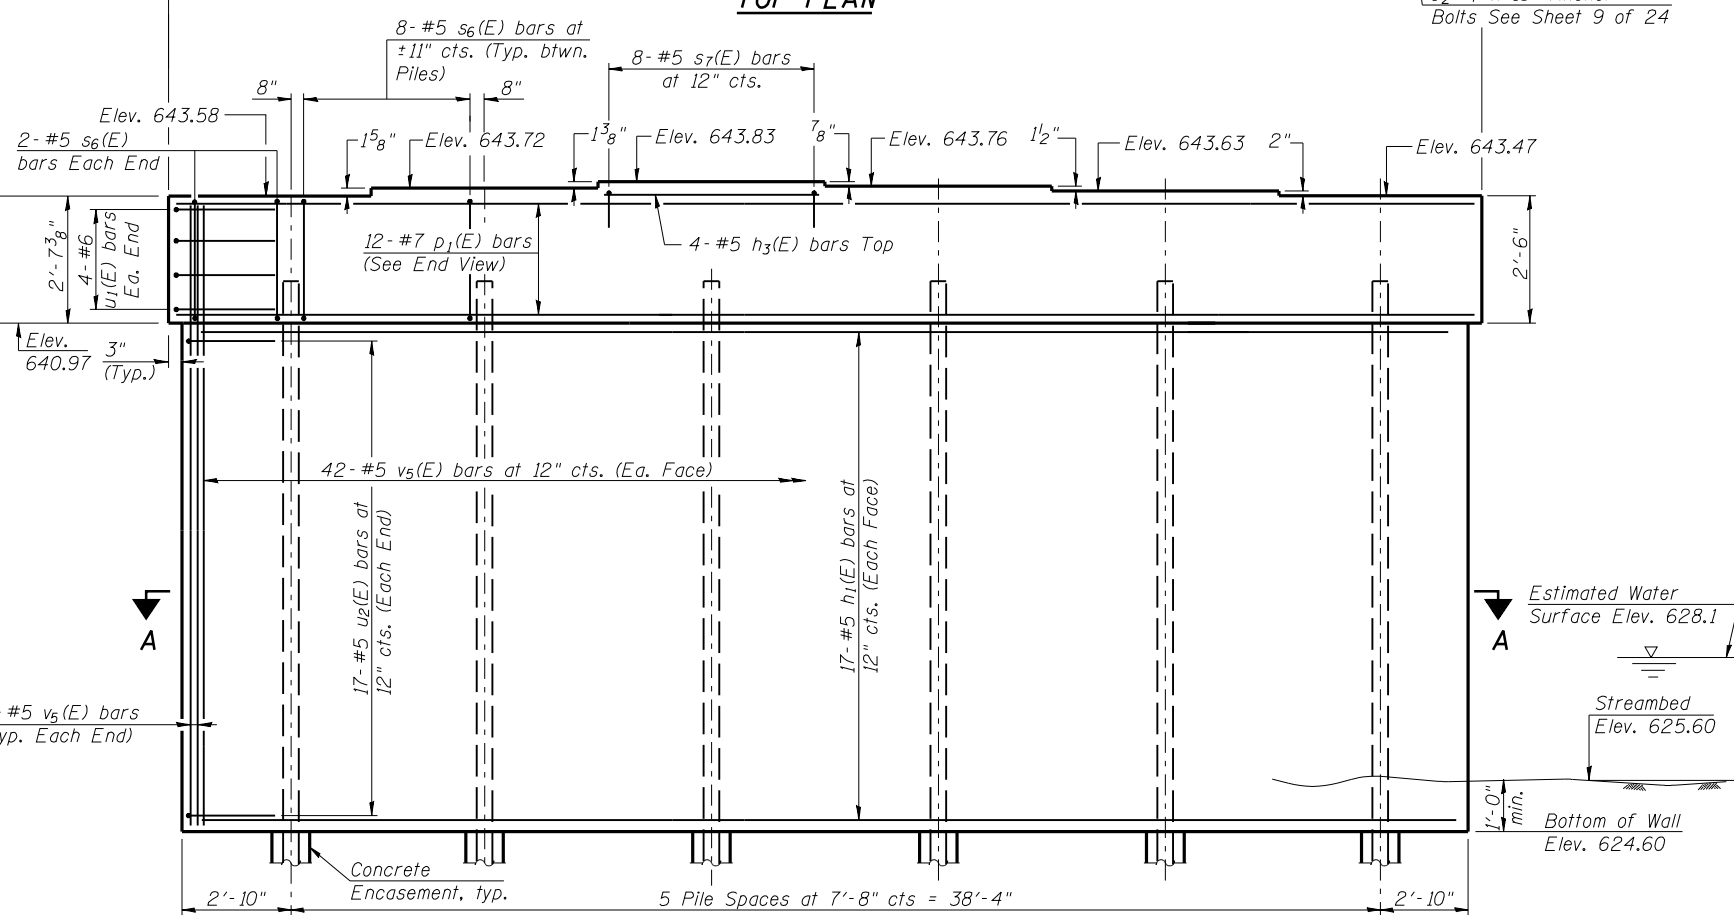 TOP PLAN
Bolts See Sheet 9 of 24
8-#5 s6(E) bars at
±11" cts. (Typ. btwn.
Piles)
8-#5 s7(E) bars
at 12" cts.
8"
8"
Elev. 643.58
2-#5 s6(E)
bars Each End
1 5/8"
Elev. 643.72
1 3/8"
Elev. 643.83
7/8"
Elev. 643.76
1 1/2"
Elev. 643.63
2"
Elev. 643.47
2'-7 3/8"
4-#6
u1(E) bars
Ea. End
12-#7 p1(E) bars
(See End View)
4-#5 h3(E) bars Top
2'-6"
Elev.
640.97
3"
(Typ.)
42-#5 v5(E) bars at 12" cts. (Ea. Face)
17-#5 u2(E) bars at
12" cts. (Each End)
17-#5 h1(E) bars at
12" cts. (Each Face)
A
A
Estimated Water
Surface Elev. 628.1
#5 v5(E) bars
Each End)
Streambed
Elev. 625.60
1'-0"
min.
Bottom of Wall
Elev. 624.60
Concrete
Encasement, typ.
2'-10"
5 Pile Spaces at 7'-8" cts = 38'-4"
2'-10"